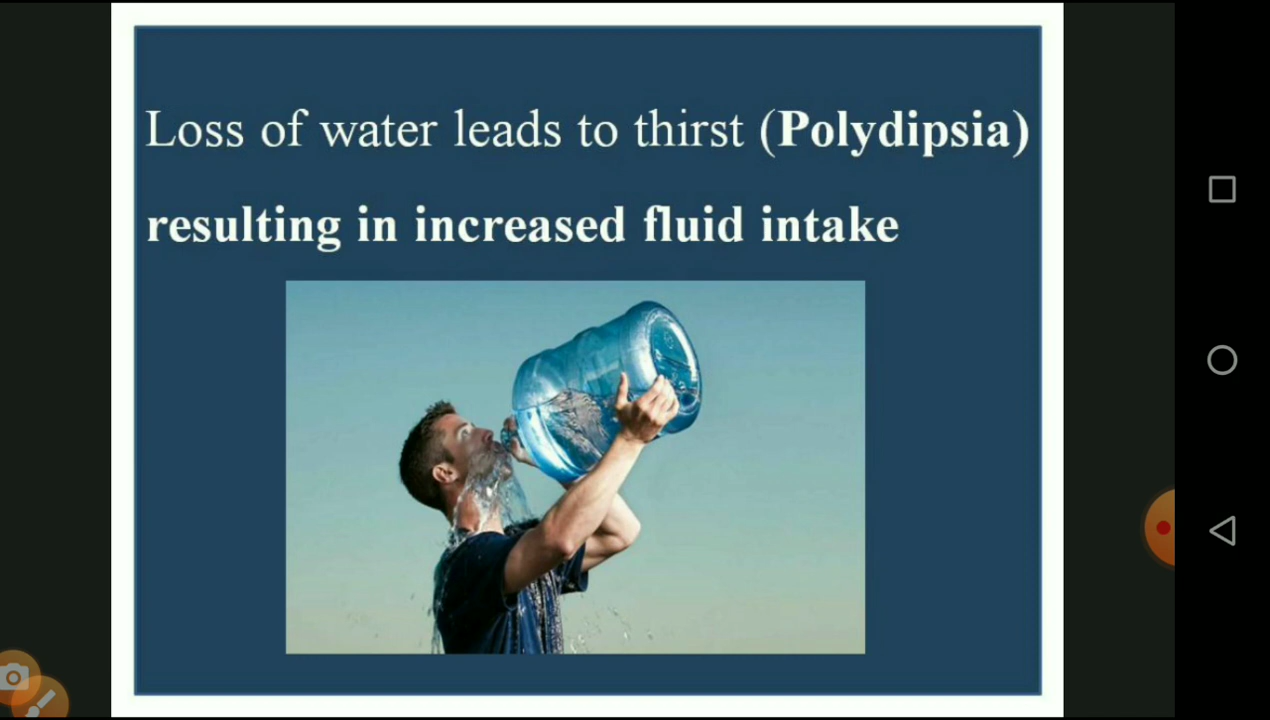 Loss of water leads to thirst (Polydipsia)
resulting in increased fluid intake